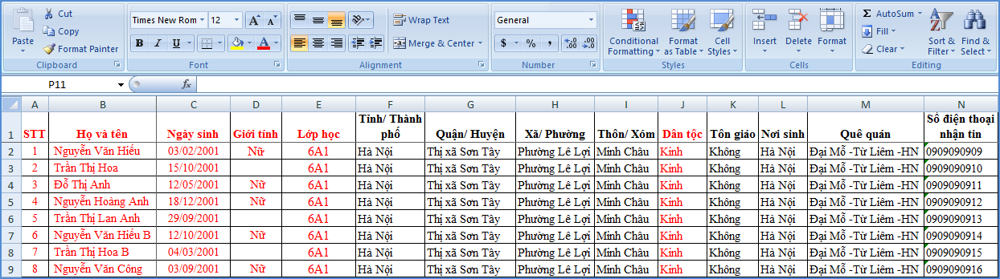 Cut
Copy
Format Painter
Paste
Clipboard
Times New Rom
12
B I U
A
Font
Wrap Text
Merge & Center
Alignment
General
$ % ,
Number
Conditional Formatting
Format as Table
Cell Styles
Styles
Insert
Delete
Format
Cells
Σ AutoSum
Fill
Clear
Sort & Filter
Find & Select
Editing
P11 fx
A B C D E F G H I J K L M N
1 STT Họ và tên Ngày sinh Giới tính Lớp học Tỉnh/ Thành phố Quận/ Huyện Xã/ Phường Thôn/ Xóm Dân tộc Tôn giáo Nơi sinh Quê quán Số điện thoại nhận tin
2 1 Nguyễn Văn Hiếu 03/02/2001 Nữ 6A1 Hà Nội Thị xã Sơn Tây Phường Lê Lợi Minh Châu Kinh Không Hà Nội Đại Mỗ -Từ Liêm -HN 0909090909
3 2 Trần Thị Hoa 15/10/2001 6A1 Hà Nội Thị xã Sơn Tây Phường Lê Lợi Minh Châu Kinh Không Hà Nội Đại Mỗ -Từ Liêm -HN 0909090910
4 3 Đỗ Thị Anh 12/05/2001 Nữ 6A1 Hà Nội Thị xã Sơn Tây Phường Lê Lợi Minh Châu Kinh Không Hà Nội Đại Mỗ -Từ Liêm -HN 0909090911
5 4 Nguyễn Hoàng Anh 18/12/2001 Nữ 6A1 Hà Nội Thị xã Sơn Tây Phường Lê Lợi Minh Châu Kinh Không Hà Nội Đại Mỗ -Từ Liêm -HN 0909090912
6 5 Trần Thị Lan Anh 29/09/2001 6A1 Hà Nội Thị xã Sơn Tây Phường Lê Lợi Minh Châu Kinh Không Hà Nội Đại Mỗ -Từ Liêm -HN 0909090913
7 6 Nguyễn Văn Hiếu B 12/10/2001 Nữ 6A1 Hà Nội Thị xã Sơn Tây Phường Lê Lợi Minh Châu Kinh Không Hà Nội Đại Mỗ -Từ Liêm -HN 0909090914
8 7 Trần Thị Hoa B 04/03/2001 6A1 Hà Nội Thị xã Sơn Tây Phường Lê Lợi Minh Châu Kinh Không Hà Nội Đại Mỗ -Từ Liêm -HN 0909090915
9 8 Nguyễn Văn Công 03/09/2001 Nữ 6A1 Hà Nội Thị xã Sơn Tây Phường Lê Lợi Minh Châu Kinh Không Hà Nội Đại Mỗ -Từ Liêm -HN 0909090916